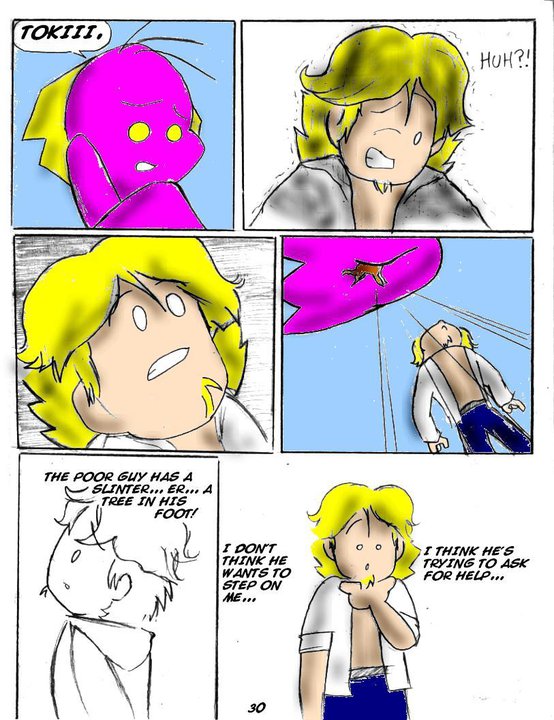 TOKIII,
HUH?!
THE POOR GUY HAS A
SLINTER... ER... A
TREE IN HIS
FOOT!
I DON'T
THINK HE
WANTS TO
STEP ON
ME...
I THINK HE'S
TRYING TO ASK
FOR HELP...
30